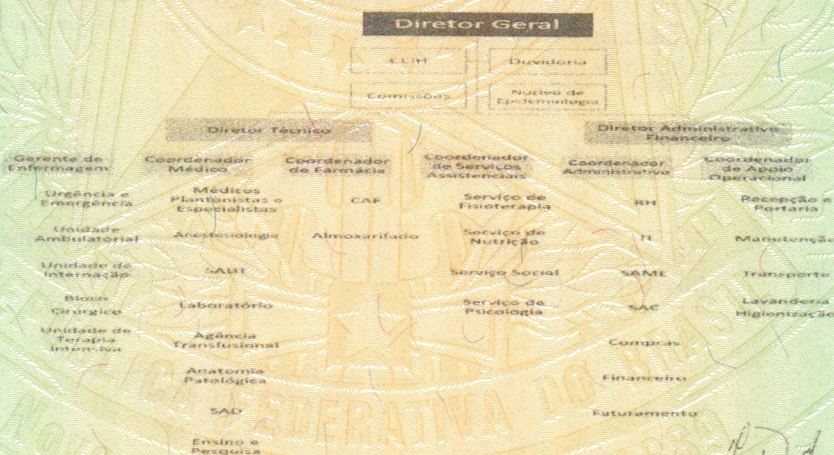 Diretor Geral
CCIH
Ouvidoria
Comissões
Núcleo de
Epidemiologia
Diretor Técnico
Diretor Administrativo
Financeiro
Gerente de
Enfermagem
Coordenador
Médico
Coordenador
de Farmácia
Coordenador
de Serviços
Assistenciais
Coordenador
Administrativo
Coordenador
de Apoio
Operacional
Urgência e
Emergência
Médicos
Plantonistas e
Especialistas
CAF
Serviço de
Fisioterapia
RH
Recepção e
Portaria
Unidade
Ambulatorial
Anestesiologia
Almoxarifado
Serviço de
Nutrição
TI
Manutenção
Unidade de
Internação
SADT
Serviço Social
SAME
Transporte
Bloco
Cirúrgico
Laboratório
Serviço de
Psicologia
SAC
Lavanderia
Higienização
Unidade de
Terapia
Intensiva
Agência
Transfusional
Compras
Anatomia
Patológica
Financeiro
SAD
Faturamento
Ensino e
Pesquisa